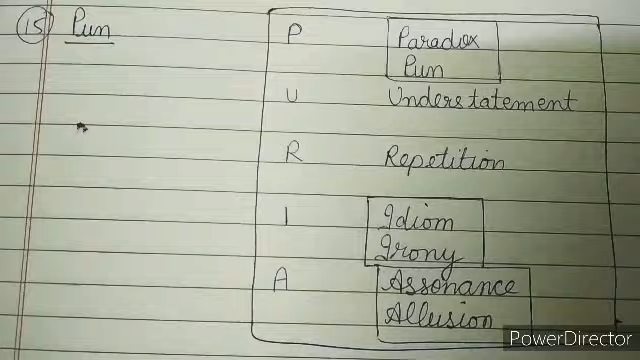 15 Pun
P Paradox
Pun
U Understatement
R Repetition
I Idiom
Irony
A Assonance
Allusion
PowerDirector